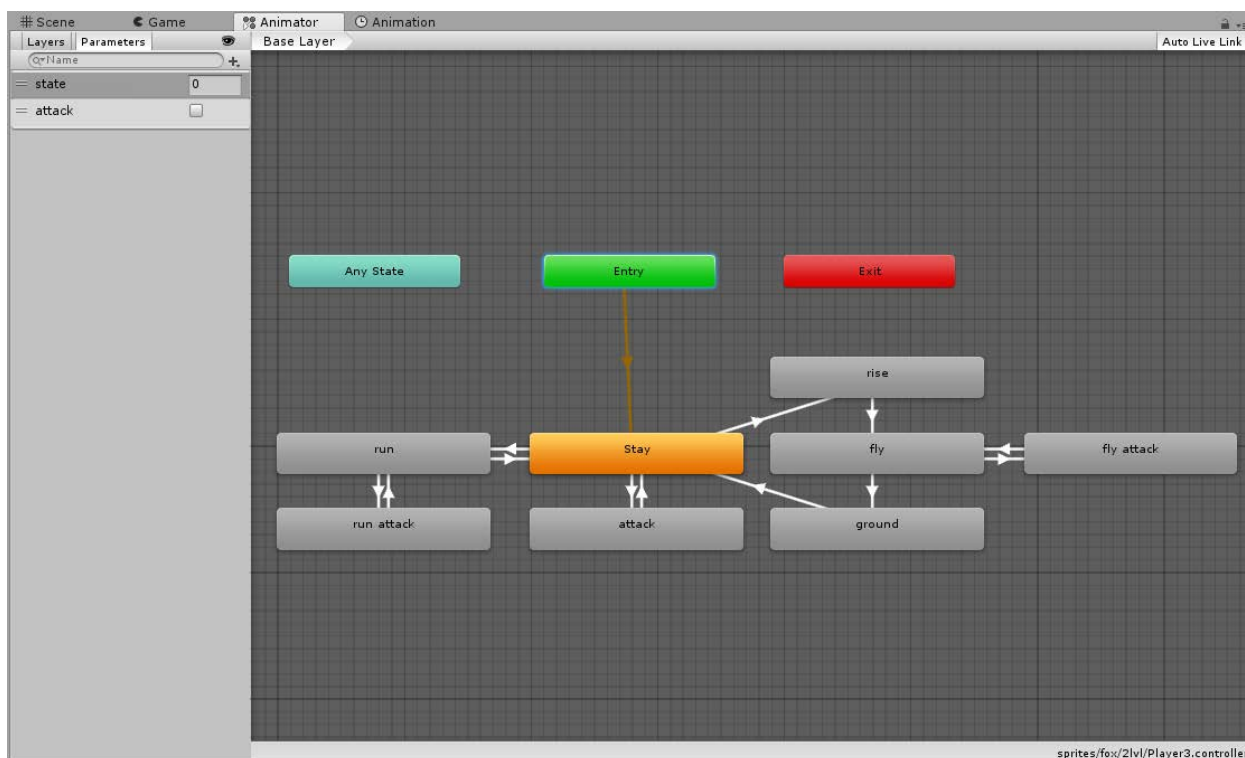 Scene Game Animator Animation
Layers Parameters Base Layer Auto Live Link
Name
state 0
attack
Any State Entry Exit
rise
run Stay fly fly attack
run attack attack ground
sprites/fox/2lvl/Player3.controlle